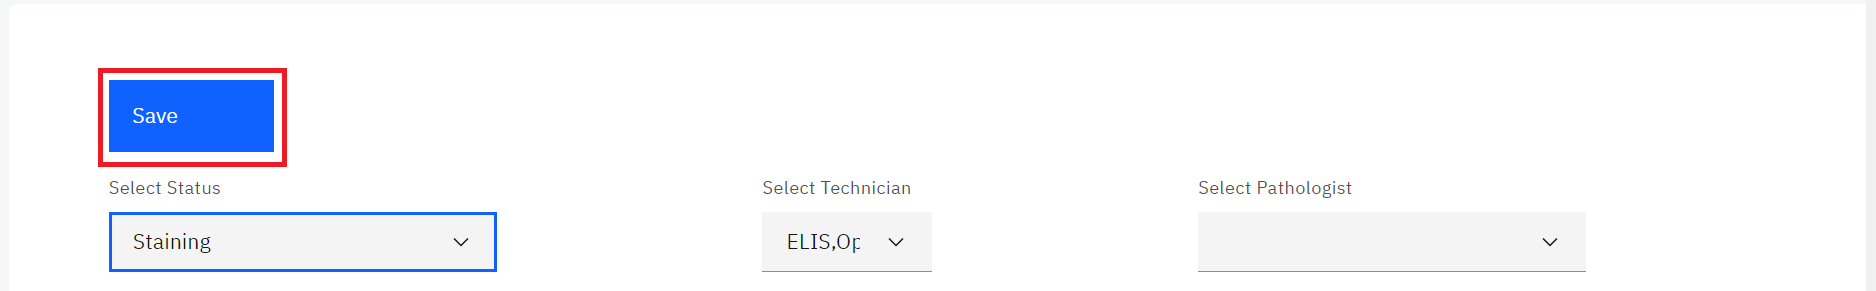 Save
Select Status
Select Technician
Select Pathologist
Staining
ELIS,Op